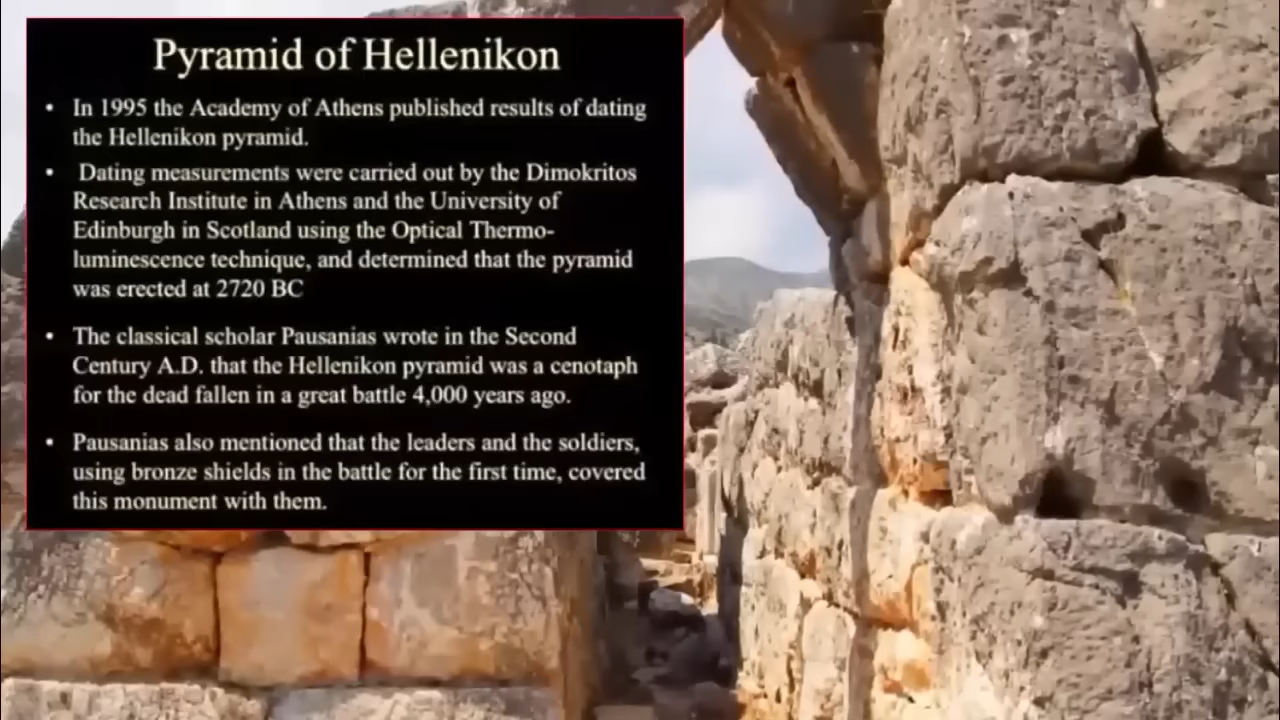 Pyramid of Hellenikon
• In 1995 the Academy of Athens published results of dating
the Hellenikon pyramid.
• Dating measurements were carried out by the Dimokritos
Research Institute in Athens and the University of
Edinburgh in Scotland using the Optical Thermo-
luminescence technique, and determined that the pyramid
was erected at 2720 BC
• The classical scholar Pausanias wrote in the Second
Century A.D. that the Hellenikon pyramid was a cenotaph
for the dead fallen in a great battle 4,000 years ago.
• Pausanias also mentioned that the leaders and the soldiers,
using bronze shields in the battle for the first time, covered
this monument with them.